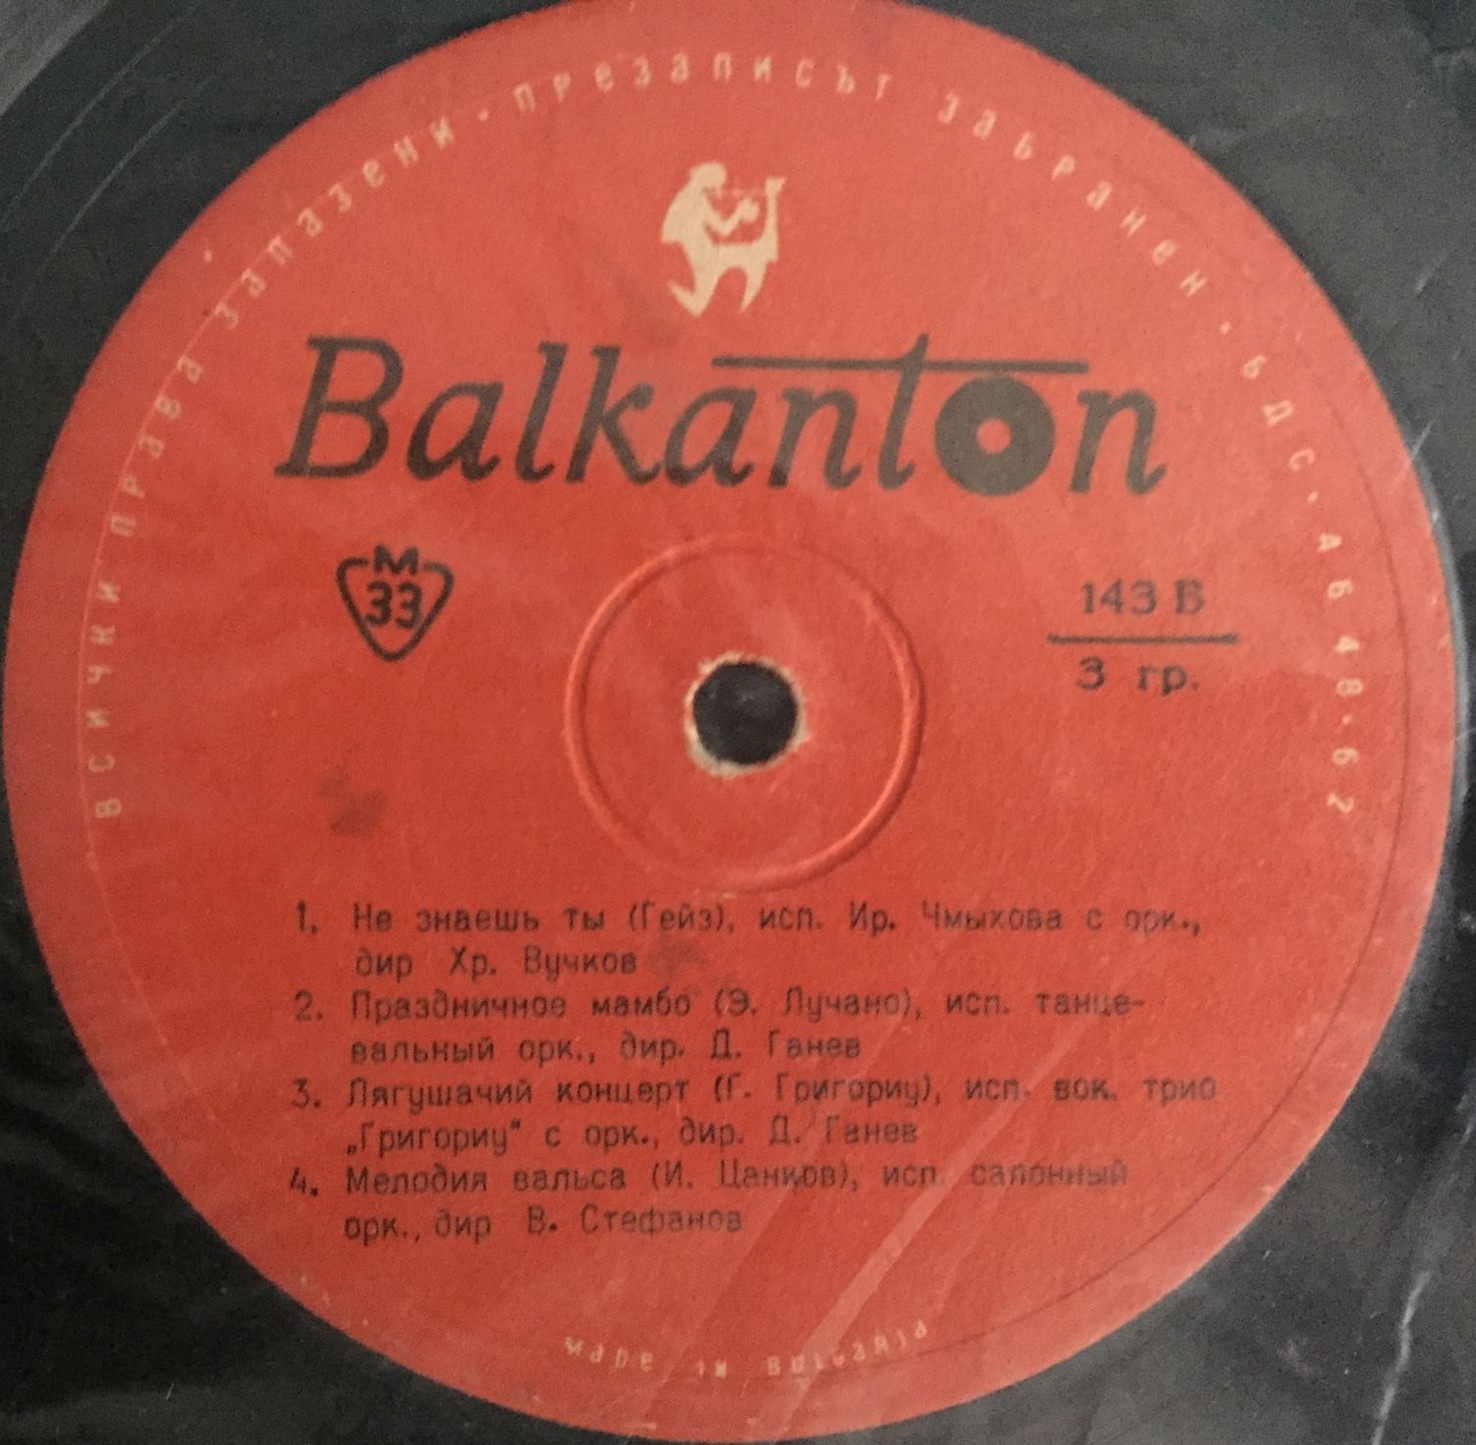 всички права запазени · презаписът забранен · БДС · АБ 48-62
Balkanton
М
33
143 В
3 гр.
1. Не знаешь ты (Гейз), исп. Ир. Чмыхова с орк.,
дир Хр. Вучков
2. Праздничное мамбо (Э. Лучано), исп. танце-
вальный орк., дир. Д. Ганев
3. Лягушачий концерт (Г. Григориу), исп. вок. трио
„Григориу“ с орк., дир. Д. Ганев
4. Мелодия вальса (И. Цанков), исп. салонный
орк., дир В. Стефанов
made in Bulgaria